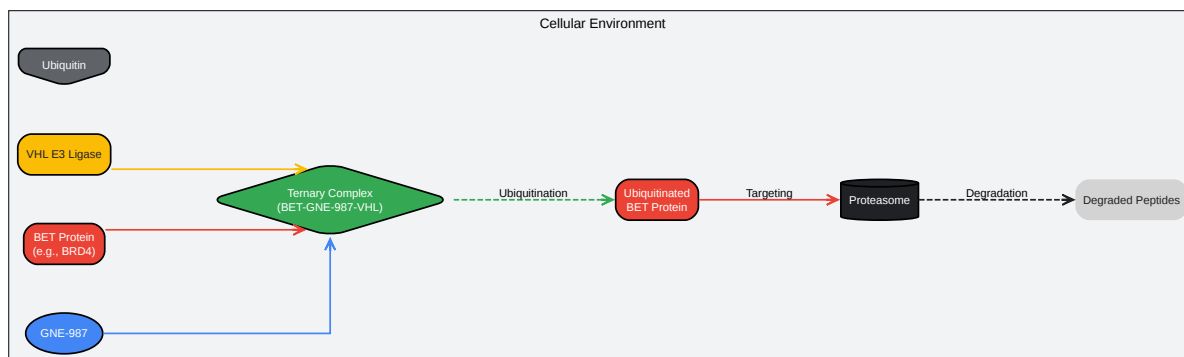 Cellular Environment
Ubiquitin
VHL E3 Ligase
BET Protein
(e.g., BRD4)
GNE-987
Ternary Complex
(BET-GNE-987-VHL)
Ubiquitination
Ubiquitinated
BET Protein
Targeting
Proteasome
Degradation
Degraded Peptides